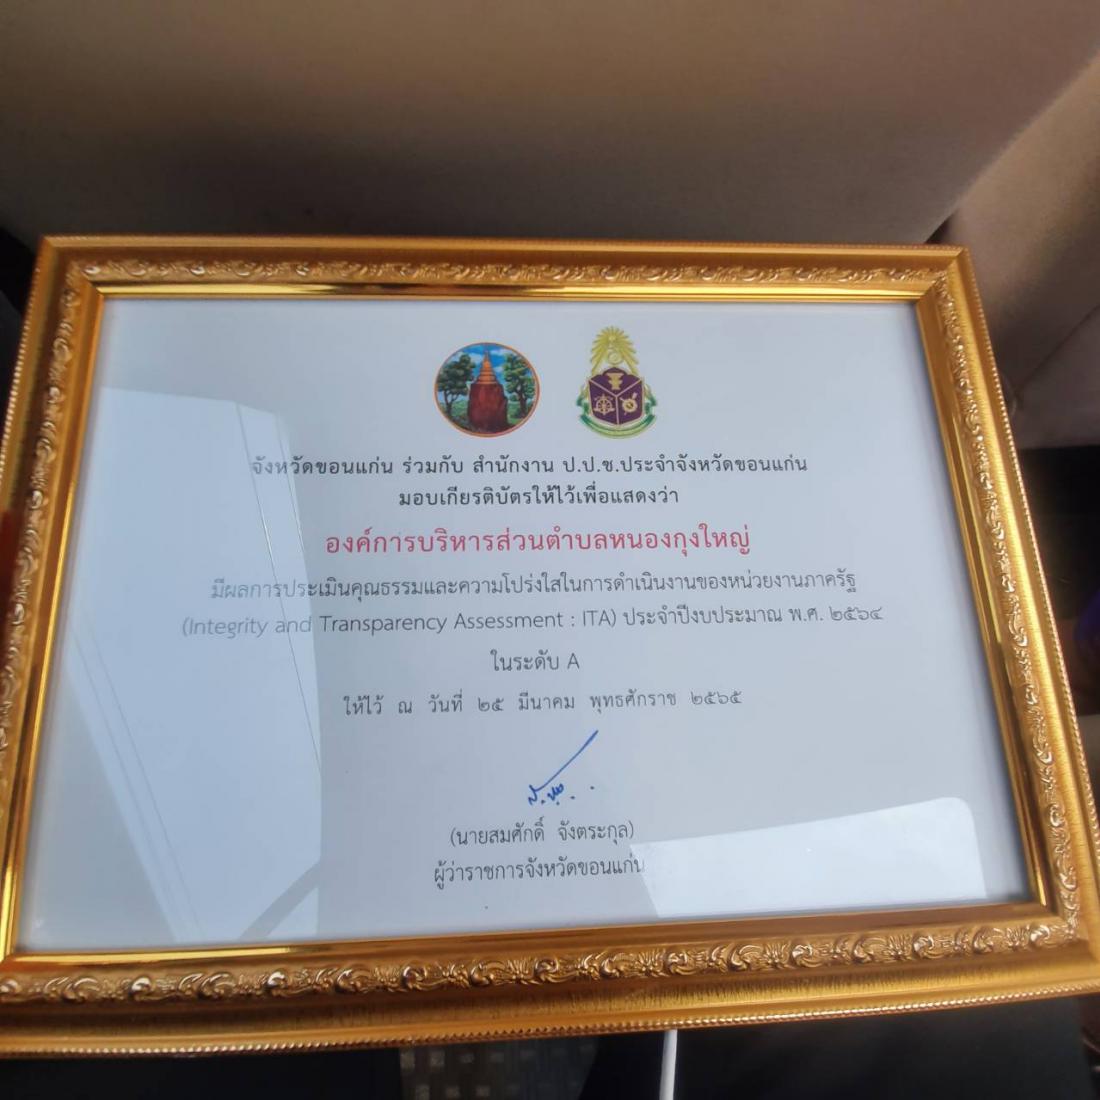 จังหวัดขอนแก่น ร่วมกับ สำนักงาน ป.ป.ช.ประจำจังหวัดขอนแก่น
มอบเกียรติบัตรให้ไว้เพื่อแสดงว่า
องค์การบริหารส่วนตำบลหนองกุงใหญ่
มีผลการประเมินคุณธรรมและความโปร่งใสในการดำเนินงานของหน่วยงานภาครัฐ
(Integrity and Transparency Assessment : ITA) ประจำปีงบประมาณ พ.ศ. ๒๕๖๔
ในระดับ A
ให้ไว้ ณ วันที่ ๒๕ มีนาคม พุทธศักราช ๒๕๖๕
(นายสมศักดิ์ จังตระกุล)
ผู้ว่าราชการจังหวัดขอนแก่น